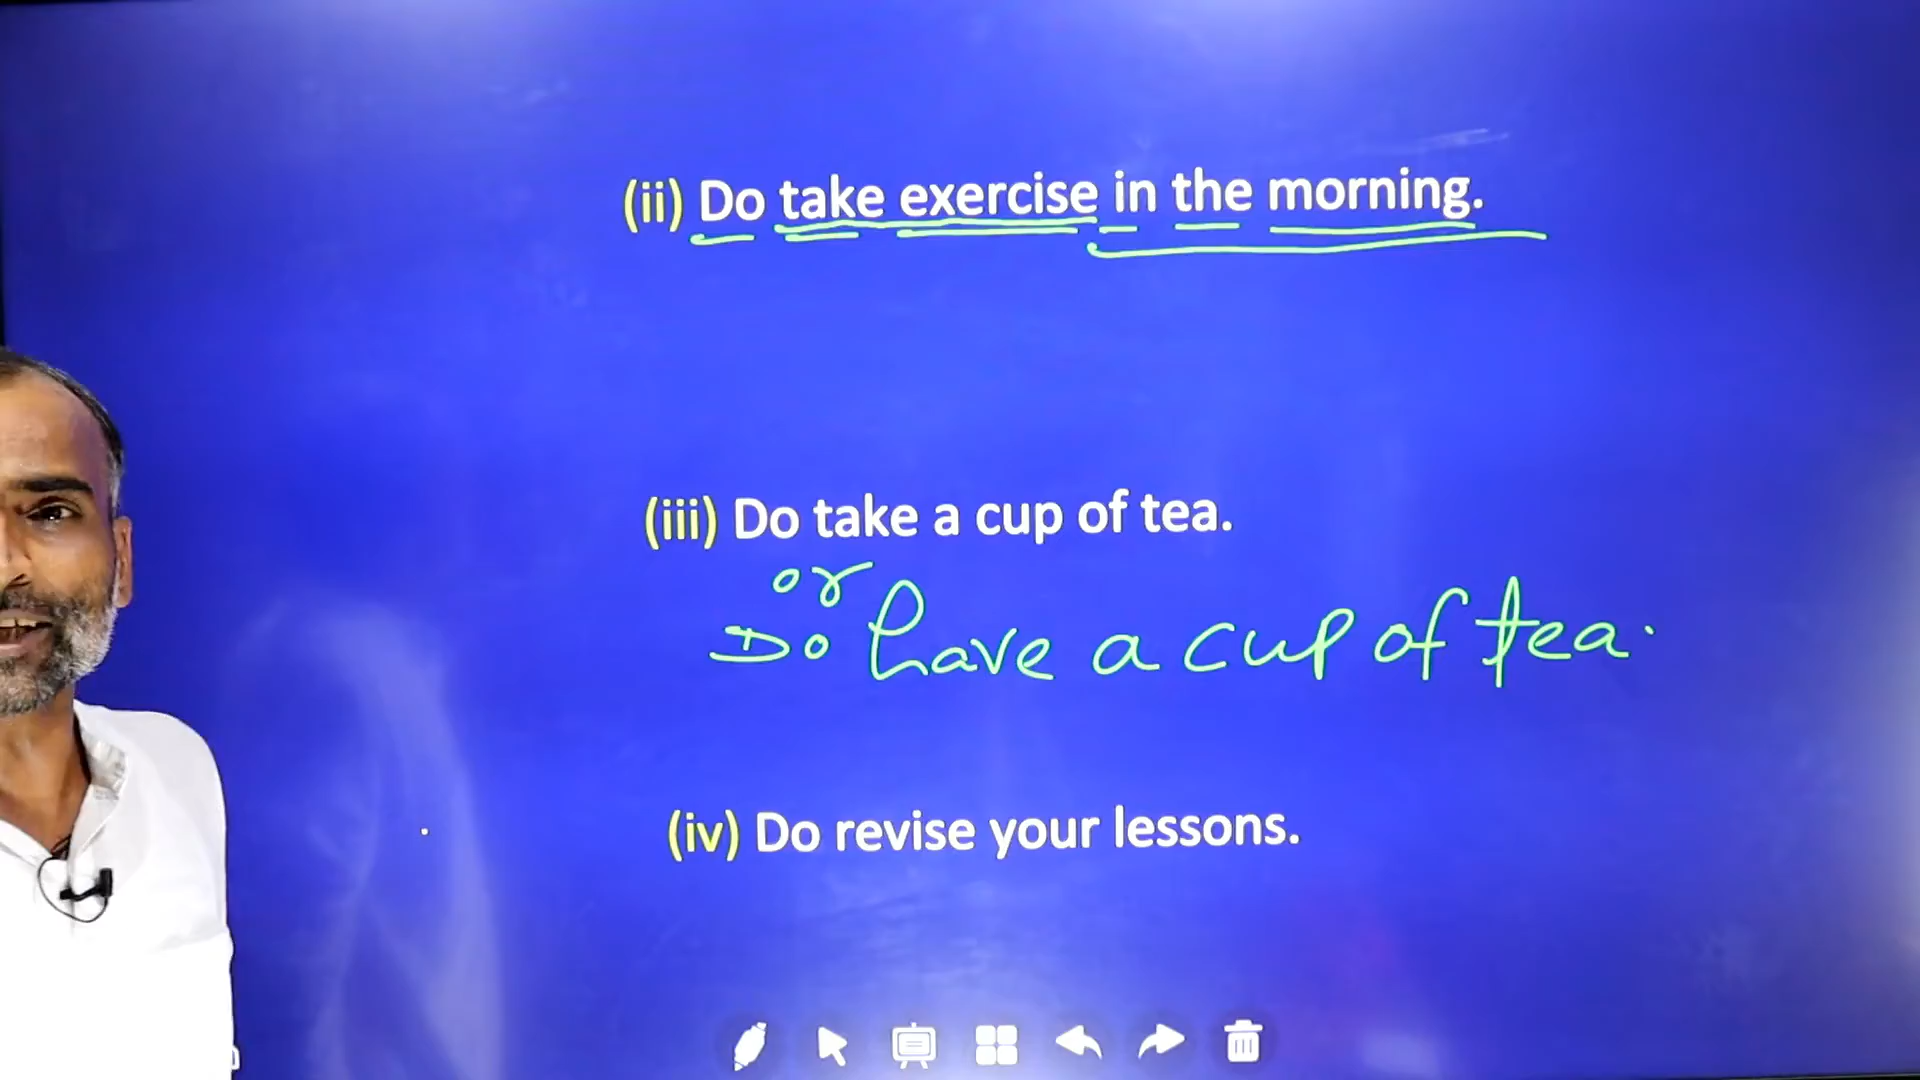 (ii) Do take exercise in the morning.
(iii) Do take a cup of tea.
or
Do have a cup of tea.
(iv) Do revise your lessons.